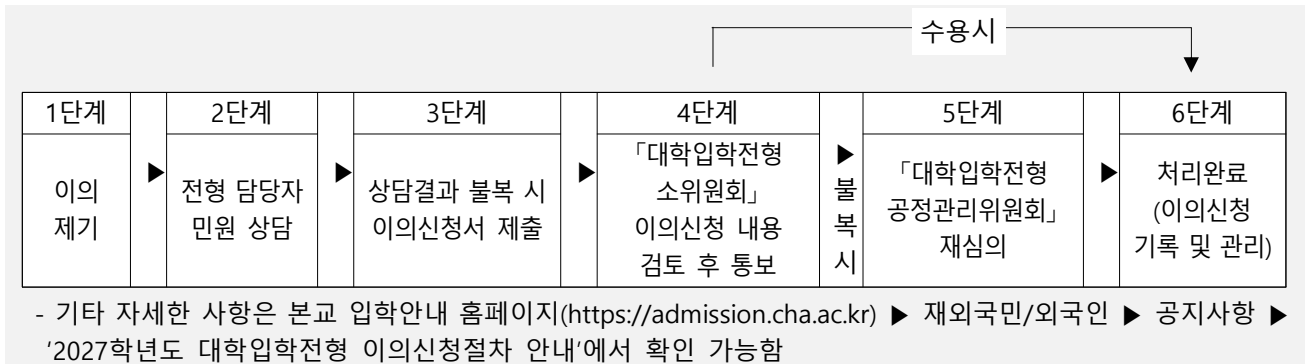 수용시
1단계
▶
2단계
▶
3단계
▶
4단계
▶
불
복
시
5단계
▶
6단계
이의
제기
전형 담당자
민원 상담
상담결과 불복 시
이의신청서 제출
「대학입학전형
소위원회」
이의신청 내용
검토 후 통보
「대학입학전형
공정관리위원회」
재심의
처리완료
(이의신청
기록 및 관리)
- 기타 자세한 사항은 본교 입학안내 홈페이지(https://admission.cha.ac.kr) ▶ 재외국민/외국인 ▶ 공지사항 ▶
'2027학년도 대학입학전형 이의신청절차 안내'에서 확인 가능함